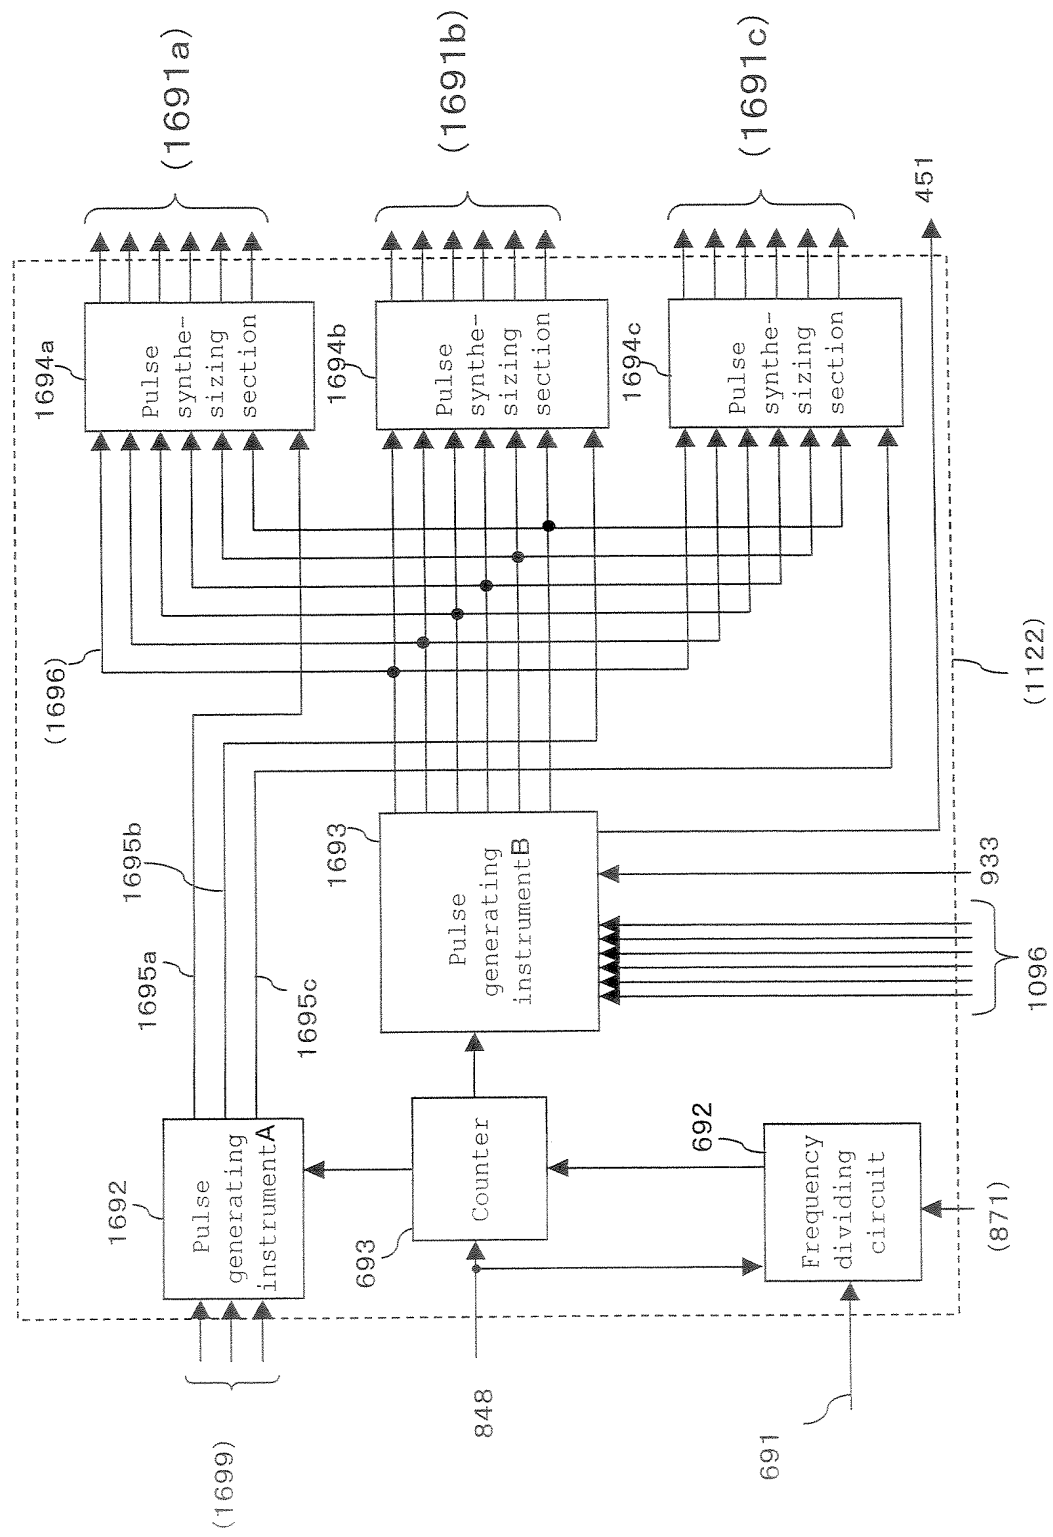 (1691a)
(1691b)
(1691c)
451
1694a
Pulse
synthe-
sizing
section
1694b
Pulse
synthe-
sizing
section
1694c
Pulse
synthe-
sizing
section
(1696)
(1122)
1695b
1695a
1695c
1693
Pulse
generating
instrumentB
933
1096
1692
Pulse
generating
instrumentA
693
Counter
692
Frequency
dividing
circuit
(871)
(1699)
848
691